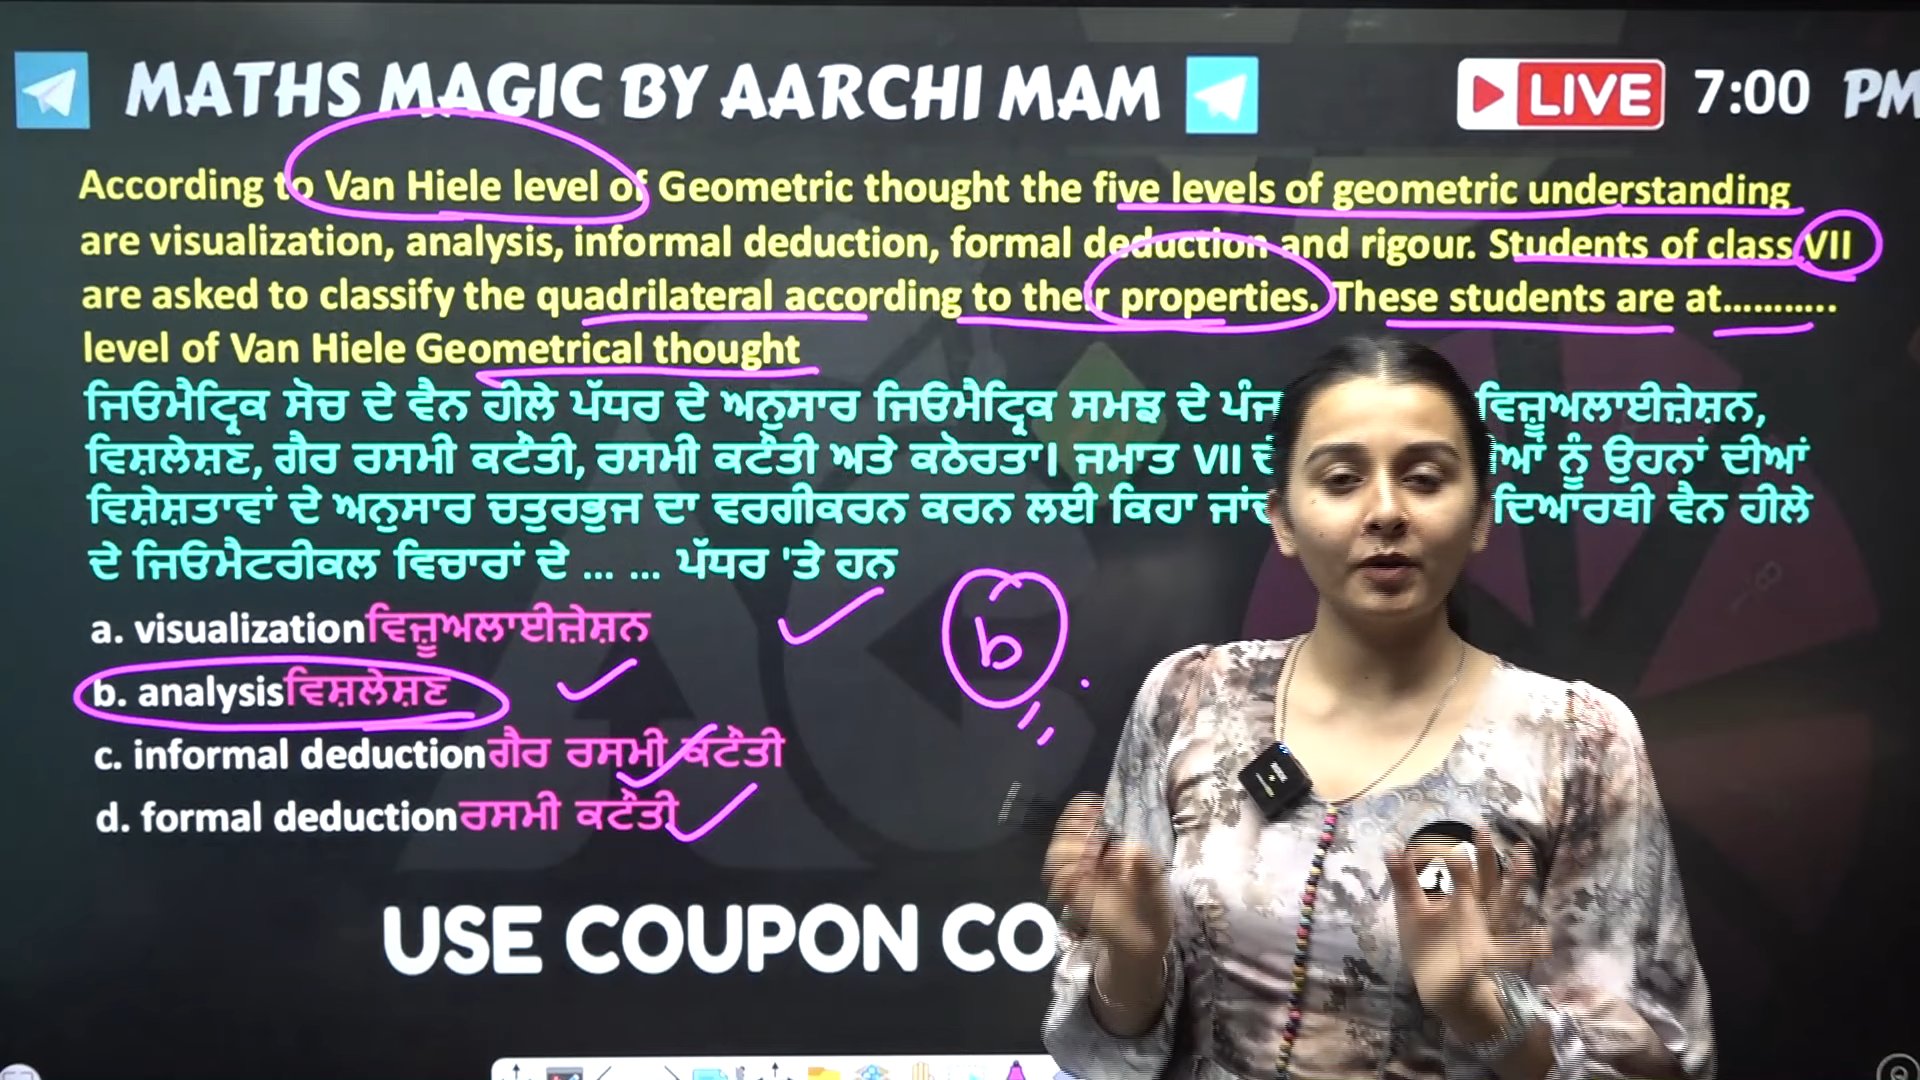 MATHS MAGIC BY AARCHI MAM LIVE 7:00 PM
According to Van Hiele level of Geometric thought the five levels of geometric understanding
are visualization, analysis, informal deduction, formal deduction and rigour. Students of class VII
are asked to classify the quadrilateral according to their properties. These students are at...........
level of Van Hiele Geometrical thought
ਜਿਓਮੈਟ੍ਰਿਕ ਸੋਚ ਦੇ ਵੈਨ ਹੀਲੇ ਪੱਧਰ ਦੇ ਅਨੁਸਾਰ ਜਿਓਮੈਟ੍ਰਿਕ ਸਮਝ ਦੇ ਵਿਜ਼ੂਅਲਾਈਜ਼ੇਸ਼ਨ,
ਵਿਸ਼ਲੇਸ਼ਣ, ਗੈਰ ਰਸਮੀ ਕਟੌਤੀ, ਰਸਮੀ ਕਟੌਤੀ ਅਤੇ ਕਠੋਰਤਾ। ਜਮਾਤ VII ਨੂੰ ਉਹਨਾਂ ਦੀਆਂ
ਵਿਸ਼ੇਸ਼ਤਾਵਾਂ ਦੇ ਅਨੁਸਾਰ ਚਤੁਰਭੁਜ ਦਾ ਵਰਗੀਕਰਨ ਕਰਨ ਲਈ ਕਿਹਾ ਵੈਨ ਹੀਲੇ
ਦੇ ਜਿਓਮੈਟਰੀਕਲ ਵਿਚਾਰਾਂ ਦੇ ... ... ਪੱਧਰ 'ਤੇ ਹਨ
a. visualizationਵਿਜ਼ੂਅਲਾਈਜ਼ੇਸ਼ਨ
b
b. analysisਵਿਸ਼ਲੇਸ਼ਣ
c. informal deductionਗੈਰ ਰਸਮੀ ਕਟੌਤੀ
d. formal deductionਰਸਮੀ ਕਟੌਤੀ
USE COUPON CO